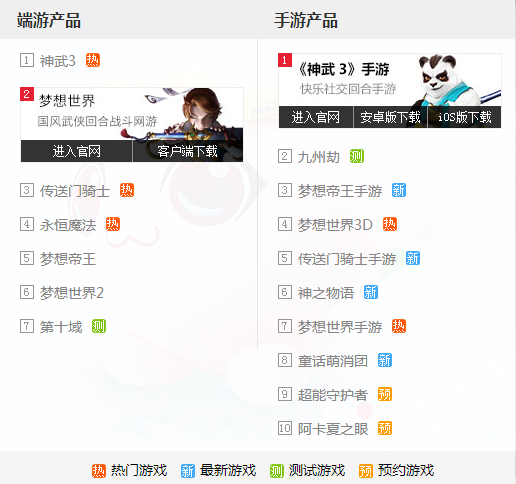 端游产品
1 神武3 热
2 梦想世界
国风武侠回合战斗网游
进入官网 客户端下载
3 传送门骑士 热
4 永恒魔法 热
5 梦想帝王
6 梦想世界2
7 第十域 测
手游产品
1 《神武 3》手游
快乐社交回合手游
进入官网 安卓版下载 iOS版下载
2 九州劫 测
3 梦想帝王手游 新
4 梦想世界3D 热
5 传送门骑士手游 新
6 神之物语 新
7 梦想世界手游 热
8 童话萌消团 新
9 超能守护者 预
10 阿卡夏之眼 预
热 热门游戏 新 最新游戏 测 测试游戏 预 预约游戏